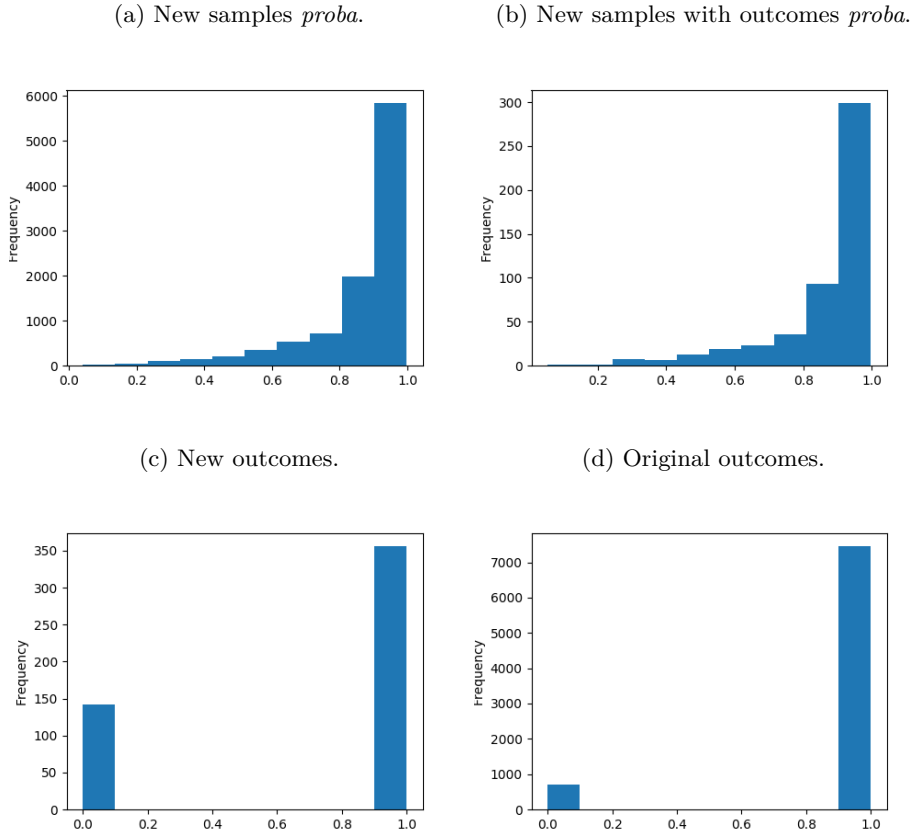 (a) New samples proba.
(b) New samples with outcomes proba.
6000
5000
4000
3000
2000
1000
0
Frequency
0.0 0.2 0.4 0.6 0.8 1.0
300
250
200
150
100
50
0
Frequency
0.2 0.4 0.6 0.8 1.0
(c) New outcomes.
(d) Original outcomes.
350
300
250
200
150
100
50
0
Frequency
0.0 0.2 0.4 0.6 0.8 1.0
7000
6000
5000
4000
3000
2000
1000
0
Frequency
0.0 0.2 0.4 0.6 0.8 1.0